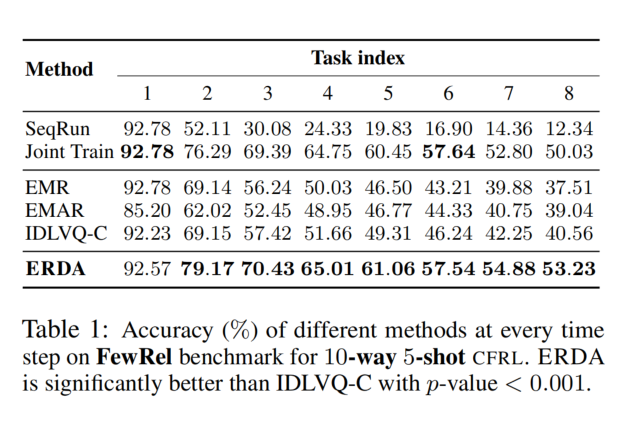 Method Task index
1 2 3 4 5 6 7 8
SeqRun 92.78 52.11 30.08 24.33 19.83 16.90 14.36 12.34
Joint Train 92.78 76.29 69.39 64.75 60.45 57.64 52.80 50.03
EMR 92.78 69.14 56.24 50.03 46.50 43.21 39.88 37.51
EMAR 85.20 62.02 52.45 48.95 46.77 44.33 40.75 39.04
IDLVQ-C 92.23 69.15 57.42 51.66 49.31 46.24 42.25 40.56
ERDA 92.57 79.17 70.43 65.01 61.06 57.54 54.88 53.23
Table 1: Accuracy (%) of different methods at every time
step on FewRel benchmark for 10-way 5-shot CFRL. ERDA
is significantly better than IDLVQ-C with p-value < 0.001.